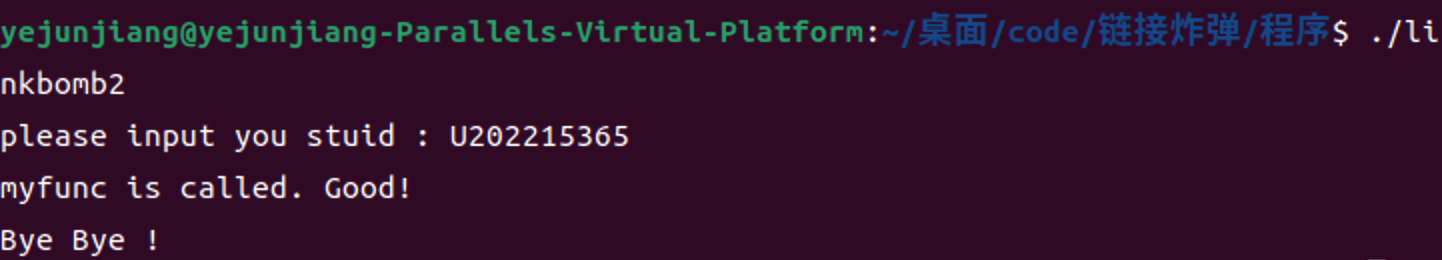 yejunjiang@yejunjiang-Parallels-Virtual-Platform:~/桌面/code/链接炸弹/程序$ ./li
nkbomb2
please input you stuid : U202215365
myfunc is called. Good!
Bye Bye !